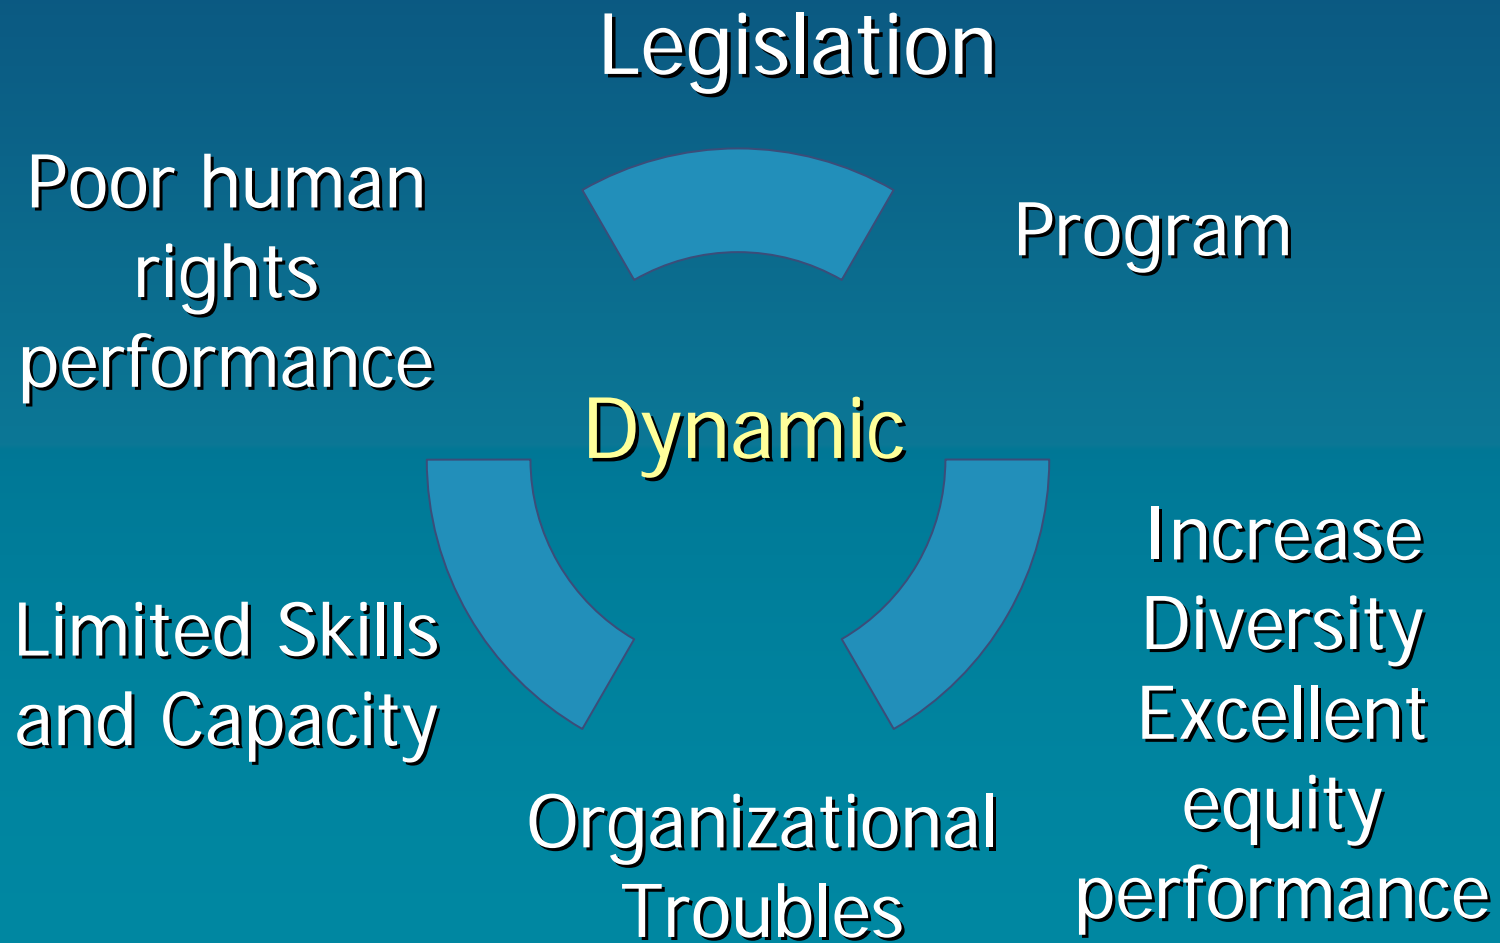 Legislation
Poor human
rights
performance
Program
Dynamic
Increase
Diversity
Excellent
equity
performance
Limited Skills
and Capacity
Organizational
Troubles